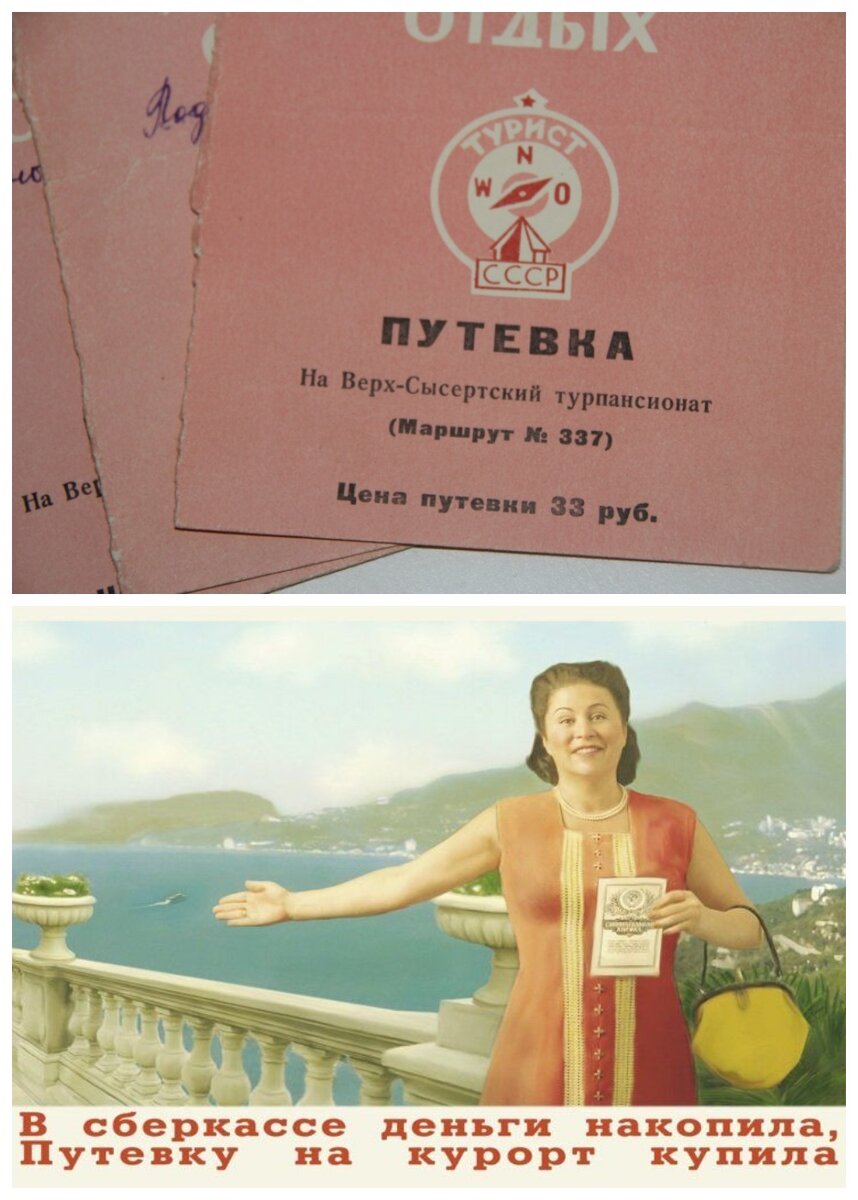 ОТДЫХ
Под
ТУРИСТ
N
W O
СССР
ПУТЕВКА
На Верх-Сысертский турпансионат
(Маршрут № 337)
Цена путевки 33 руб.
На Вер
В сберкассе деньги накопила,
Путевку на курорт купила